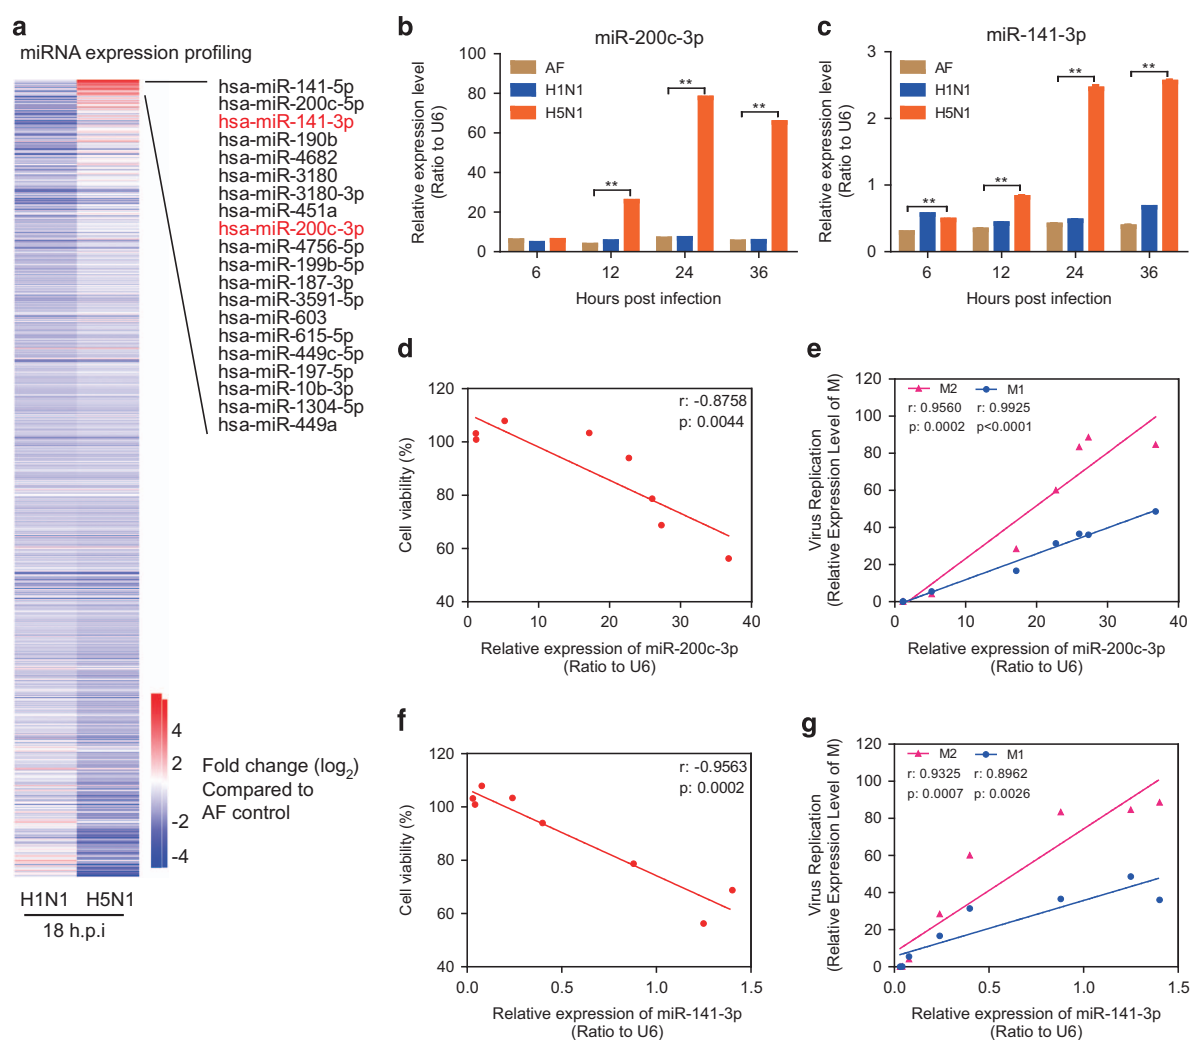 a
miRNA expression profiling
hsa-miR-141-5p
hsa-miR-200c-5p
hsa-miR-141-3p
hsa-miR-190b
hsa-miR-4682
hsa-miR-3180
hsa-miR-3180-3p
hsa-miR-451a
hsa-miR-200c-3p
hsa-miR-4756-5p
hsa-miR-199b-5p
hsa-miR-187-3p
hsa-miR-3591-5p
hsa-miR-603
hsa-miR-615-5p
hsa-miR-449c-5p
hsa-miR-197-5p
hsa-miR-10b-3p
hsa-miR-1304-5p
hsa-miR-449a
4
2
-2
-4
Fold change (log2)
Compared to
AF control
H1N1 H5N1
18 h.p.i
b
miR-200c-3p
Relative expression level
(Ratio to U6)
100
80
60
40
20
0
AF
H1N1
H5N1
**
**
**
6 12 24 36
Hours post infection
c
miR-141-3p
Relative expression level
(Ratio to U6)
3
2
1
0
AF
H1N1
H5N1
**
**
**
**
6 12 24 36
Hours post infection
d
Cell viability (%)
120
100
80
60
40
r: -0.8758
p: 0.0044
0 10 20 30 40
Relative expression of miR-200c-3p
(Ratio to U6)
e
Virus Replication
(Relative Expression Level of M)
120
100
80
60
40
20
0
M2 M1
r: 0.9560 r: 0.9925
p: 0.0002 p<0.0001
0 10 20 30 40
Relative expression of miR-200c-3p
(Ratio to U6)
f
Cell viability (%)
120
100
80
60
40
r: -0.9563
p: 0.0002
0.0 0.5 1.0 1.5
Relative expression of miR-141-3p
(Ratio to U6)
g
Virus Replication
(Relative Expression Level of M)
120
100
80
60
40
20
0
M2 M1
r: 0.9325 r: 0.8962
p: 0.0007 p: 0.0026
0.0 0.5 1.0 1.5
Relative expression of miR-141-3p
(Ratio to U6)